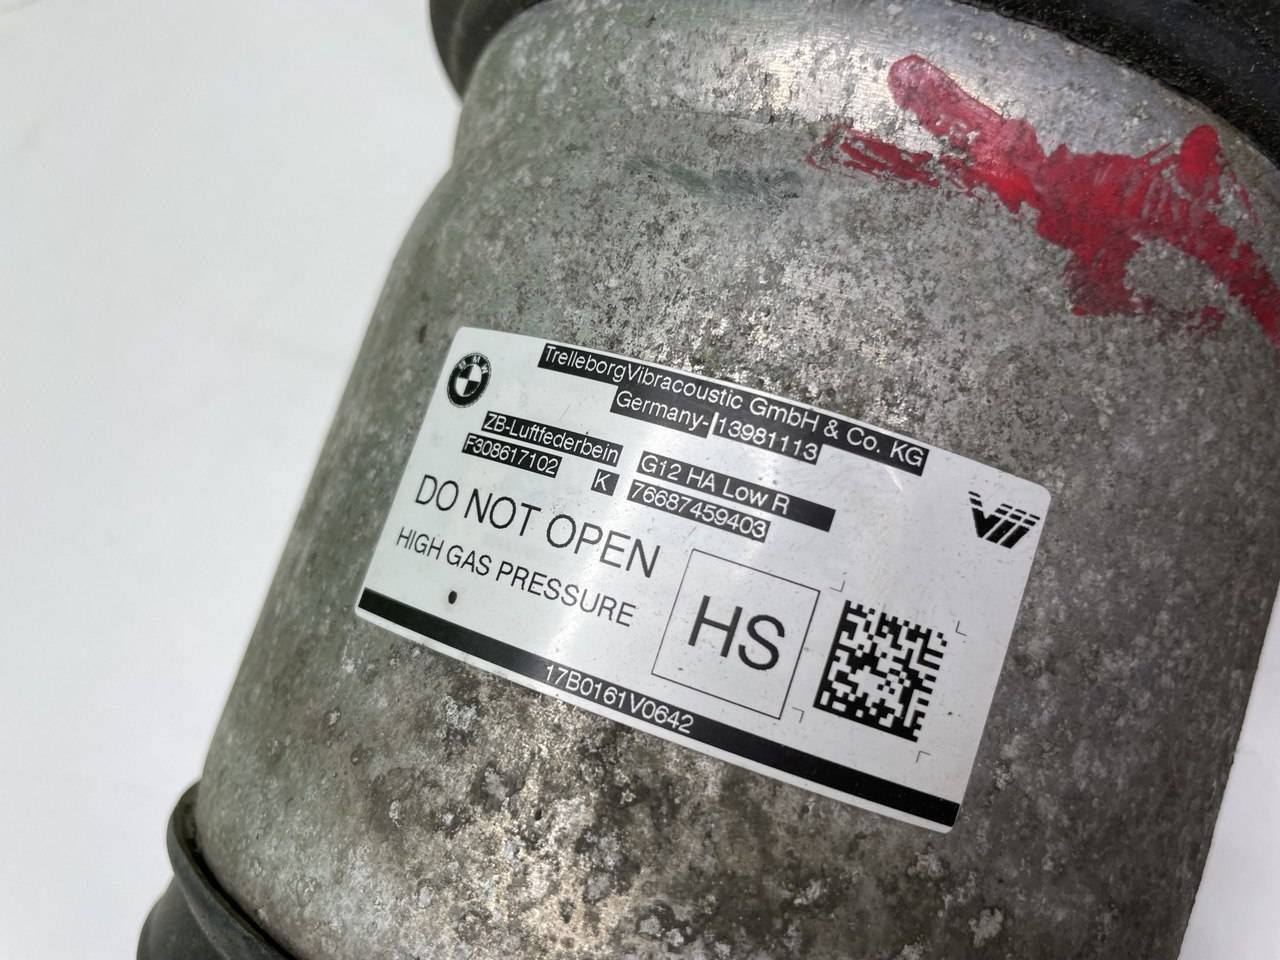 BMW
TrelleborgVibracoustic GmbH & Co. KG
Germany-13981113
ZB-Luftfederbein G12 HA Low R
F308617102 K 76687459403
DO NOT OPEN
HIGH GAS PRESSURE
HS
17B0161V0642